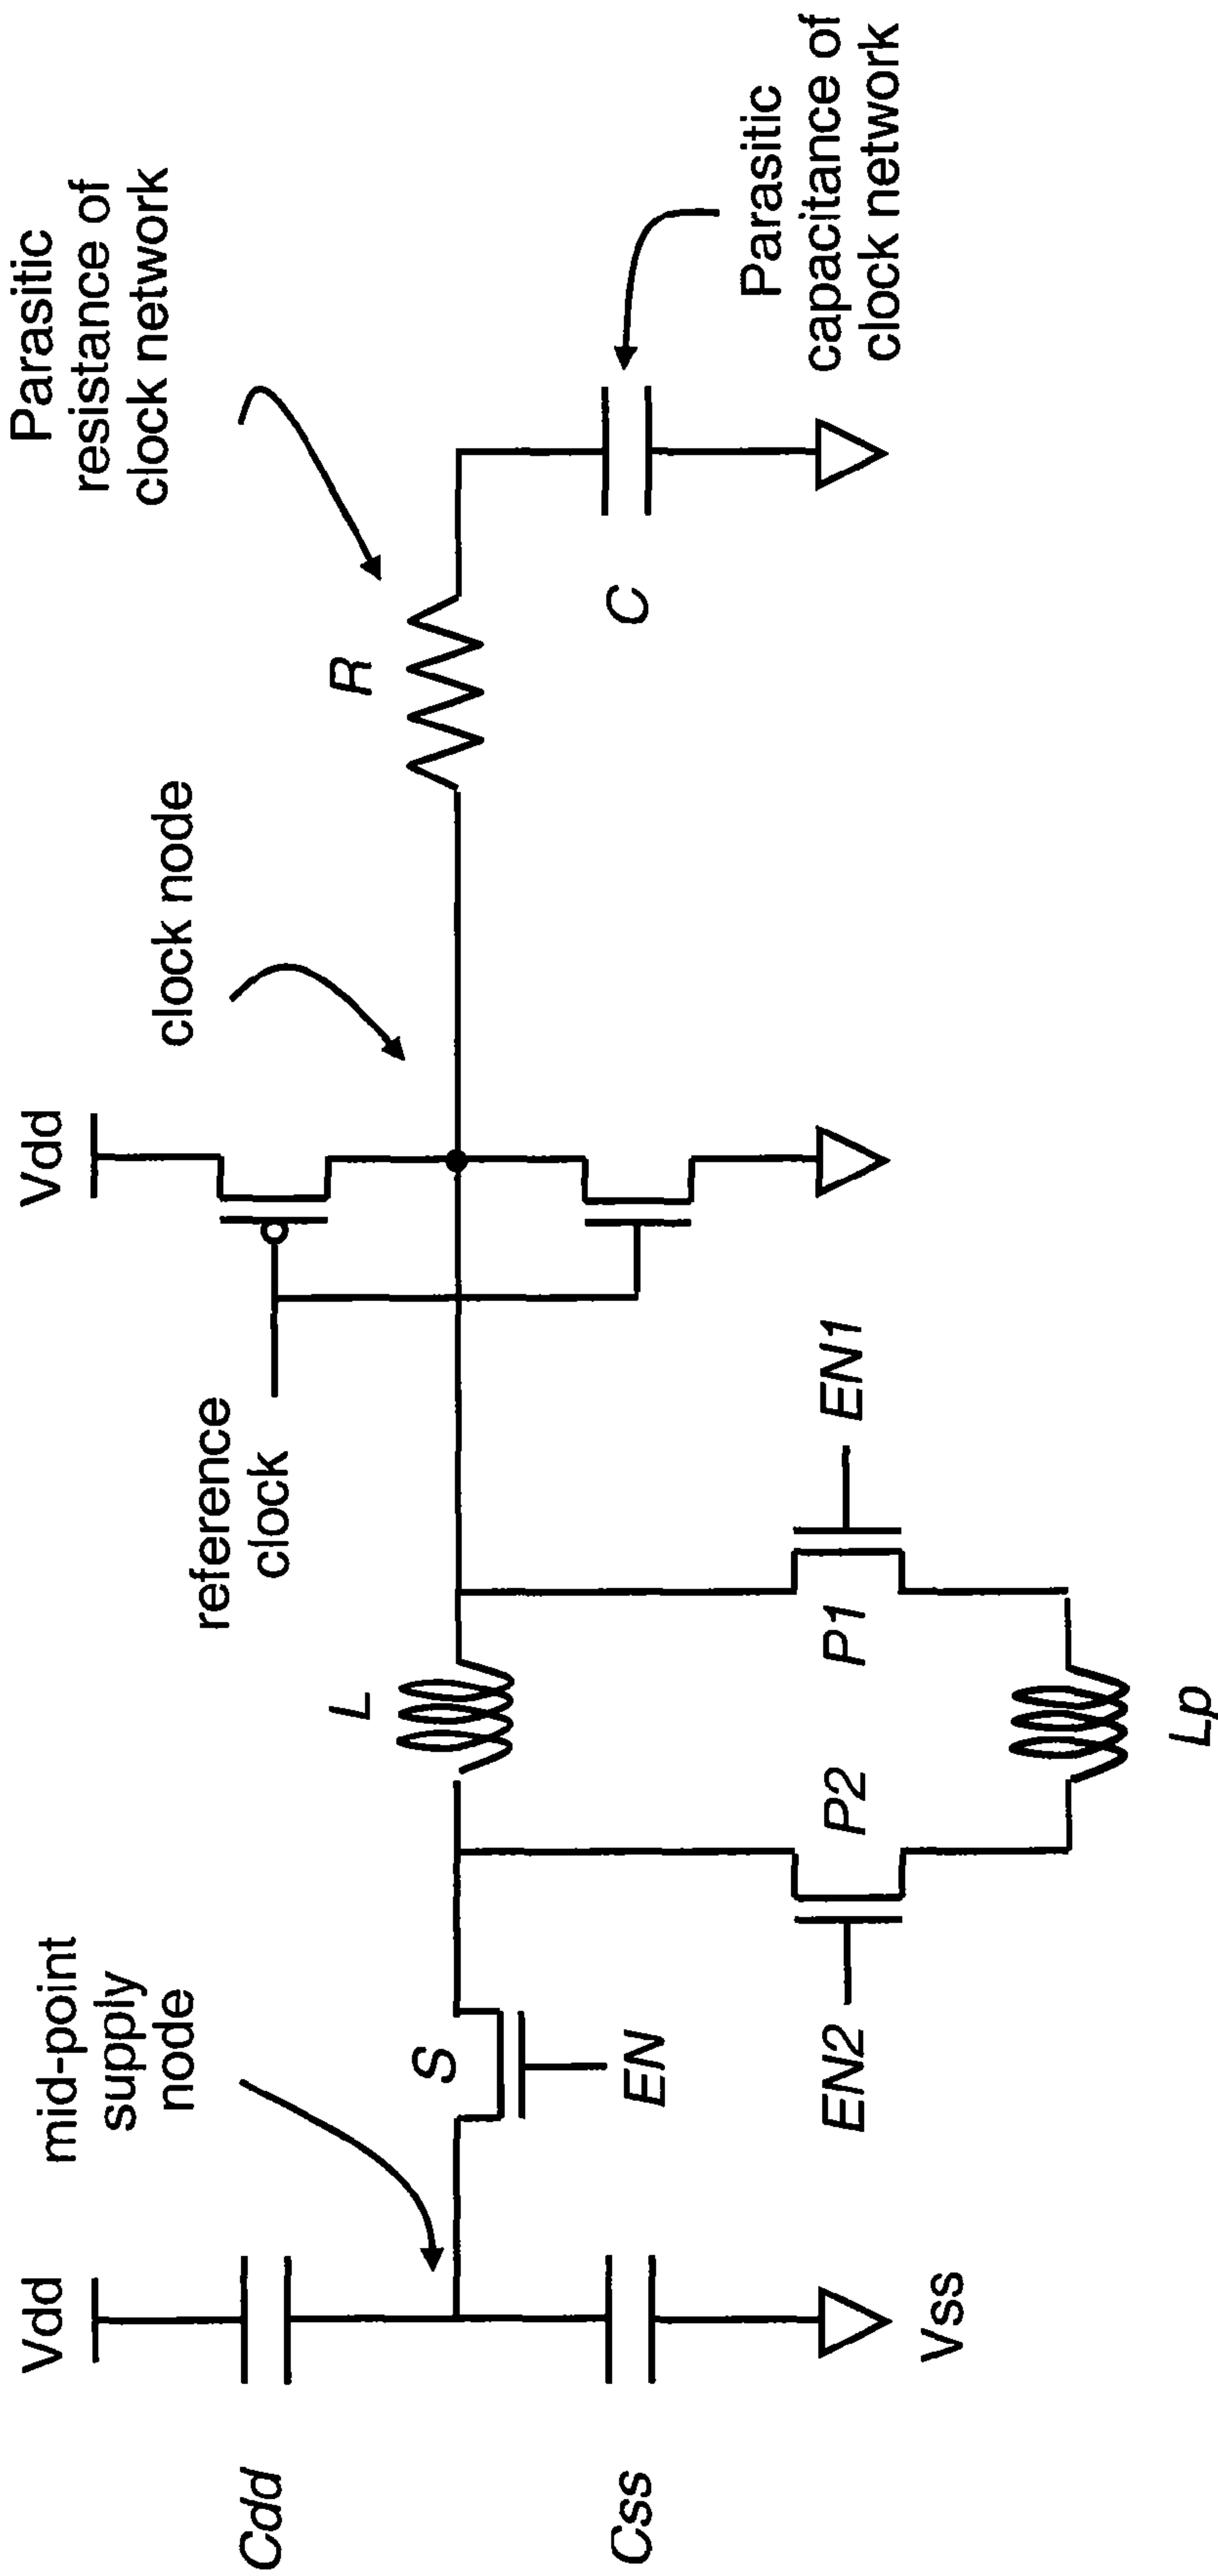 Vdd
Cdd
mid-point
supply
node
Css
Vss
S
EN
L
EN2
P2
P1
EN1
Lp
reference
clock
Vdd
clock node
Parasitic
resistance of
clock network
R
C
Parasitic
capacitance of
clock network